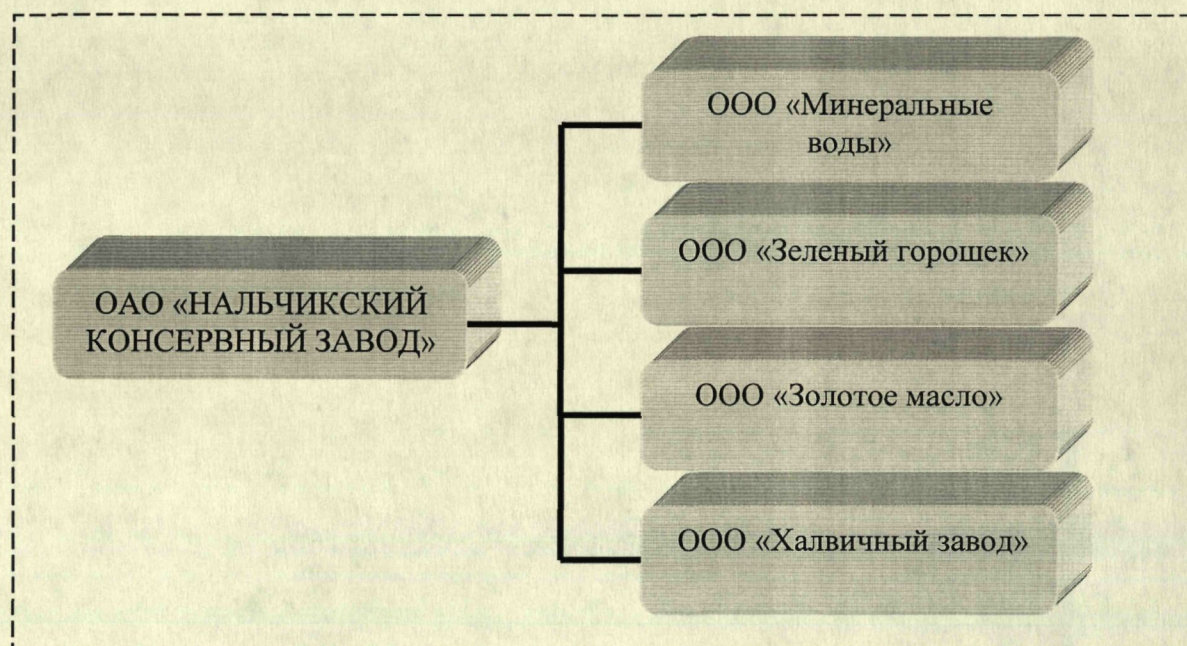 ОАО «НАЛЬЧИКСКИЙ
КОНСЕРВНЫЙ ЗАВОД»
ООО «Минеральные
воды»
ООО «Зеленый горошек»
ООО «Золотое масло»
ООО «Халвичный завод»